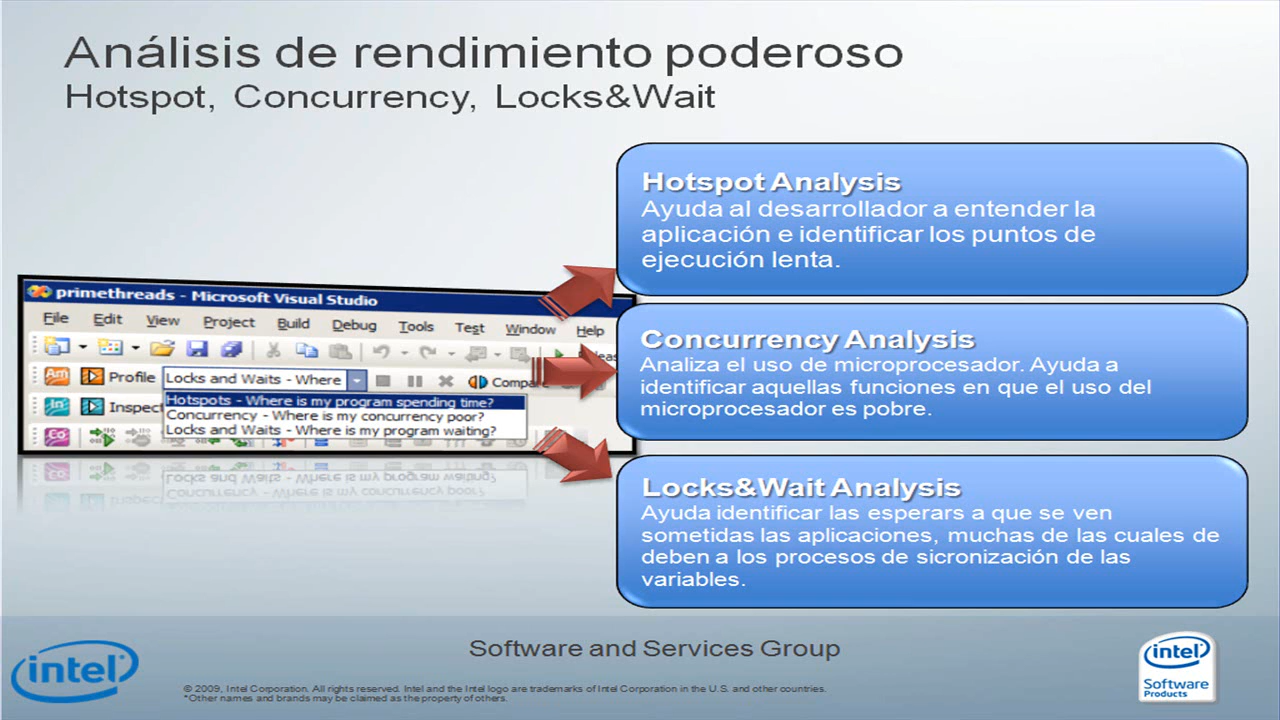 Análisis de rendimiento poderoso
Hotspot, Concurrency, Locks&Wait
Hotspot Analysis
Ayuda al desarrollador a entender la
aplicación e identificar los puntos de
ejecución lenta.
primethreads - Microsoft Visual Studio
File Edit View Project Build Debug Tools Test Window Help
Am Profile Locks and Waits - Where
Hotspots - Where is my program spending time?
In Inspect
Concurrency - Where is my concurrency poor?
Locks and Waits - Where is my program waiting?
Co
Concurrency Analysis
Analiza el uso de microprocesador. Ayuda a
identificar aquellas funciones en que el uso del
microprocesador es pobre.
Locks&Wait Analysis
Ayuda identificar las esperars a que se ven
sometidas las aplicaciones, muchas de las cuales de
deben a los procesos de sicronización de las
variables.
Software and Services Group
intel
© 2009, Intel Corporation. All rights reserved. Intel and the Intel logo are trademarks of Intel Corporation in the U.S. and other countries.
*Other names and brands may be claimed as the property of others.
intel
Software
Products